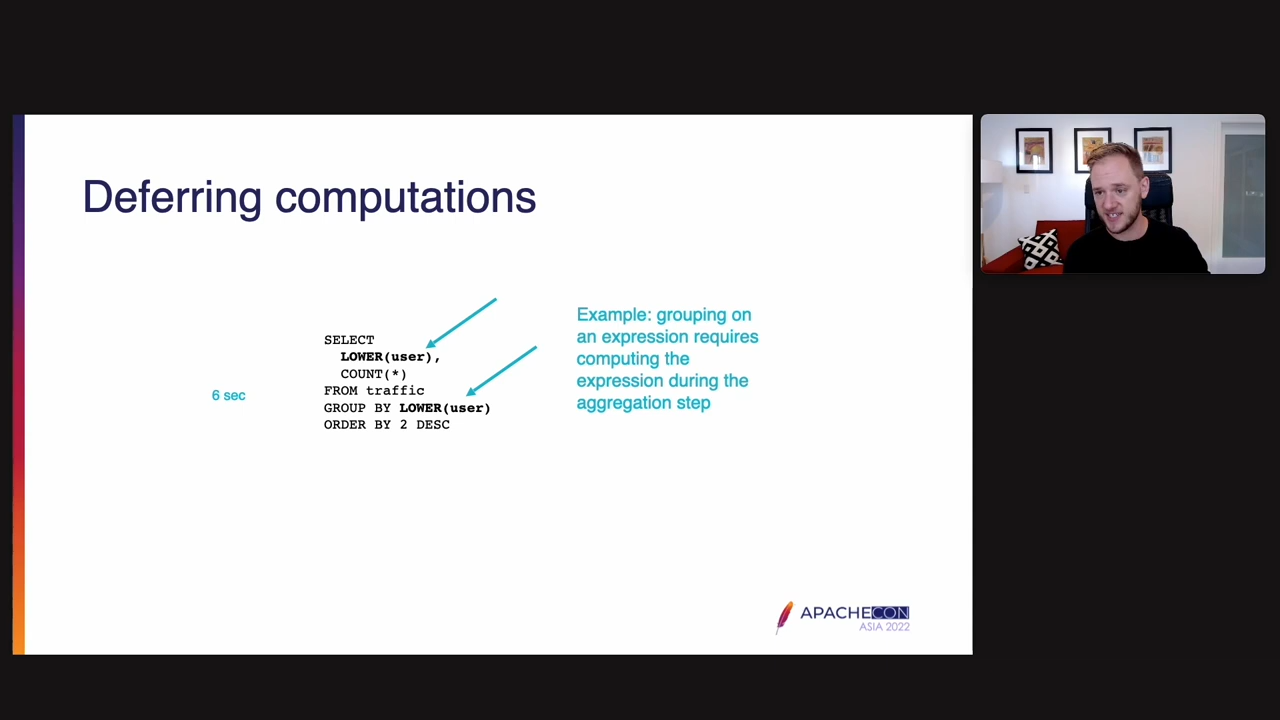 Deferring computations
6 sec
SELECT
LOWER(user),
COUNT(*)
FROM traffic
GROUP BY LOWER(user)
ORDER BY 2 DESC
Example: grouping on
an expression requires
computing the
expression during the
aggregation step
APACHECON
ASIA 2022